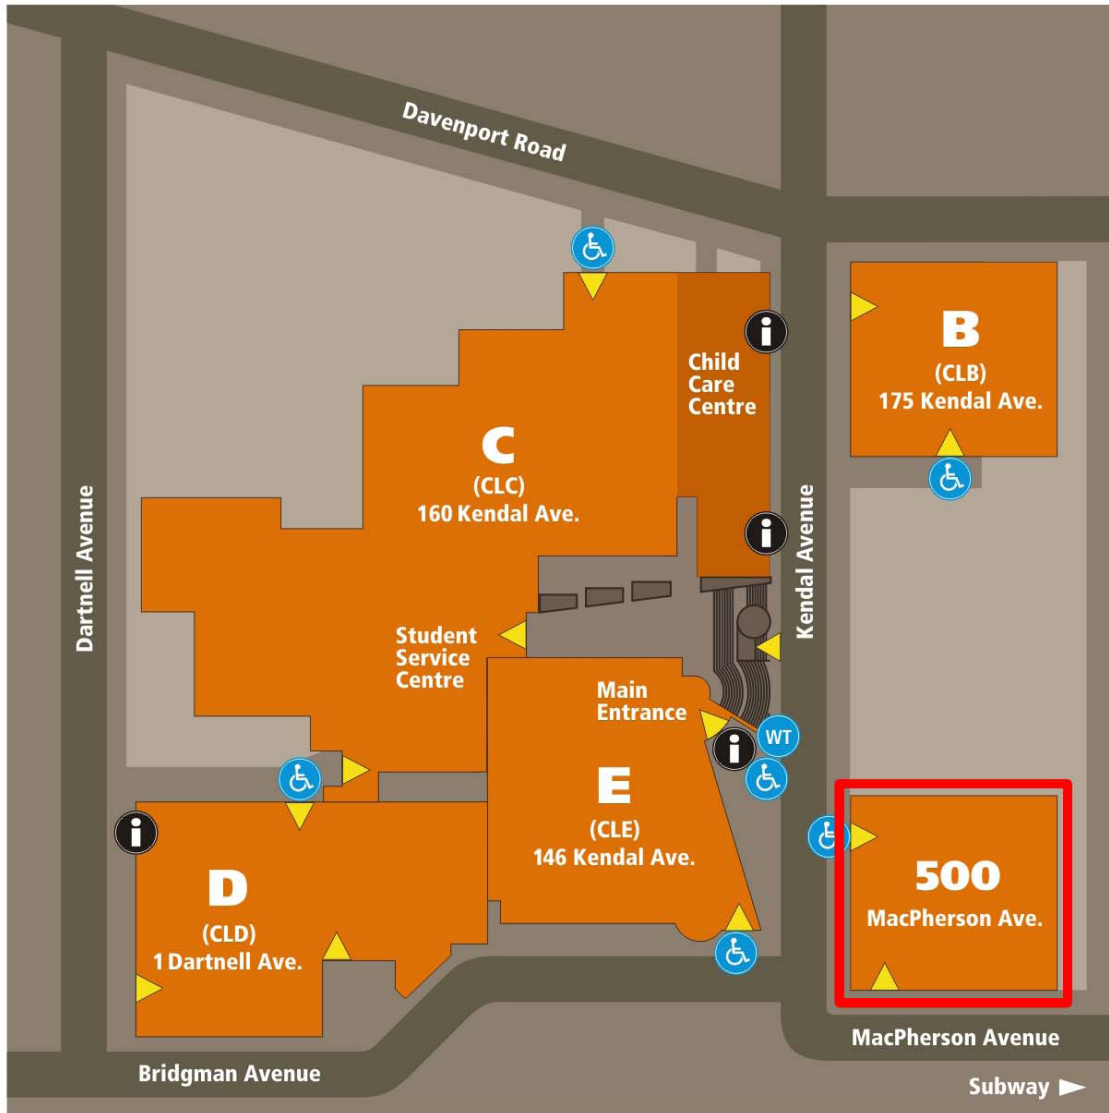 Davenport Road
B
(CLB)
175 Kendal Ave.
Child
Care
Centre
C
(CLC)
160 Kendal Ave.
Dartnell Avenue
Kendal Avenue
Student
Service
Centre
Main
Entrance
WT
E
(CLE)
146 Kendal Ave.
D
(CLD)
1 Dartnell Ave.
500
MacPherson Ave.
MacPherson Avenue
Bridgman Avenue
Subway
i
i
i
i